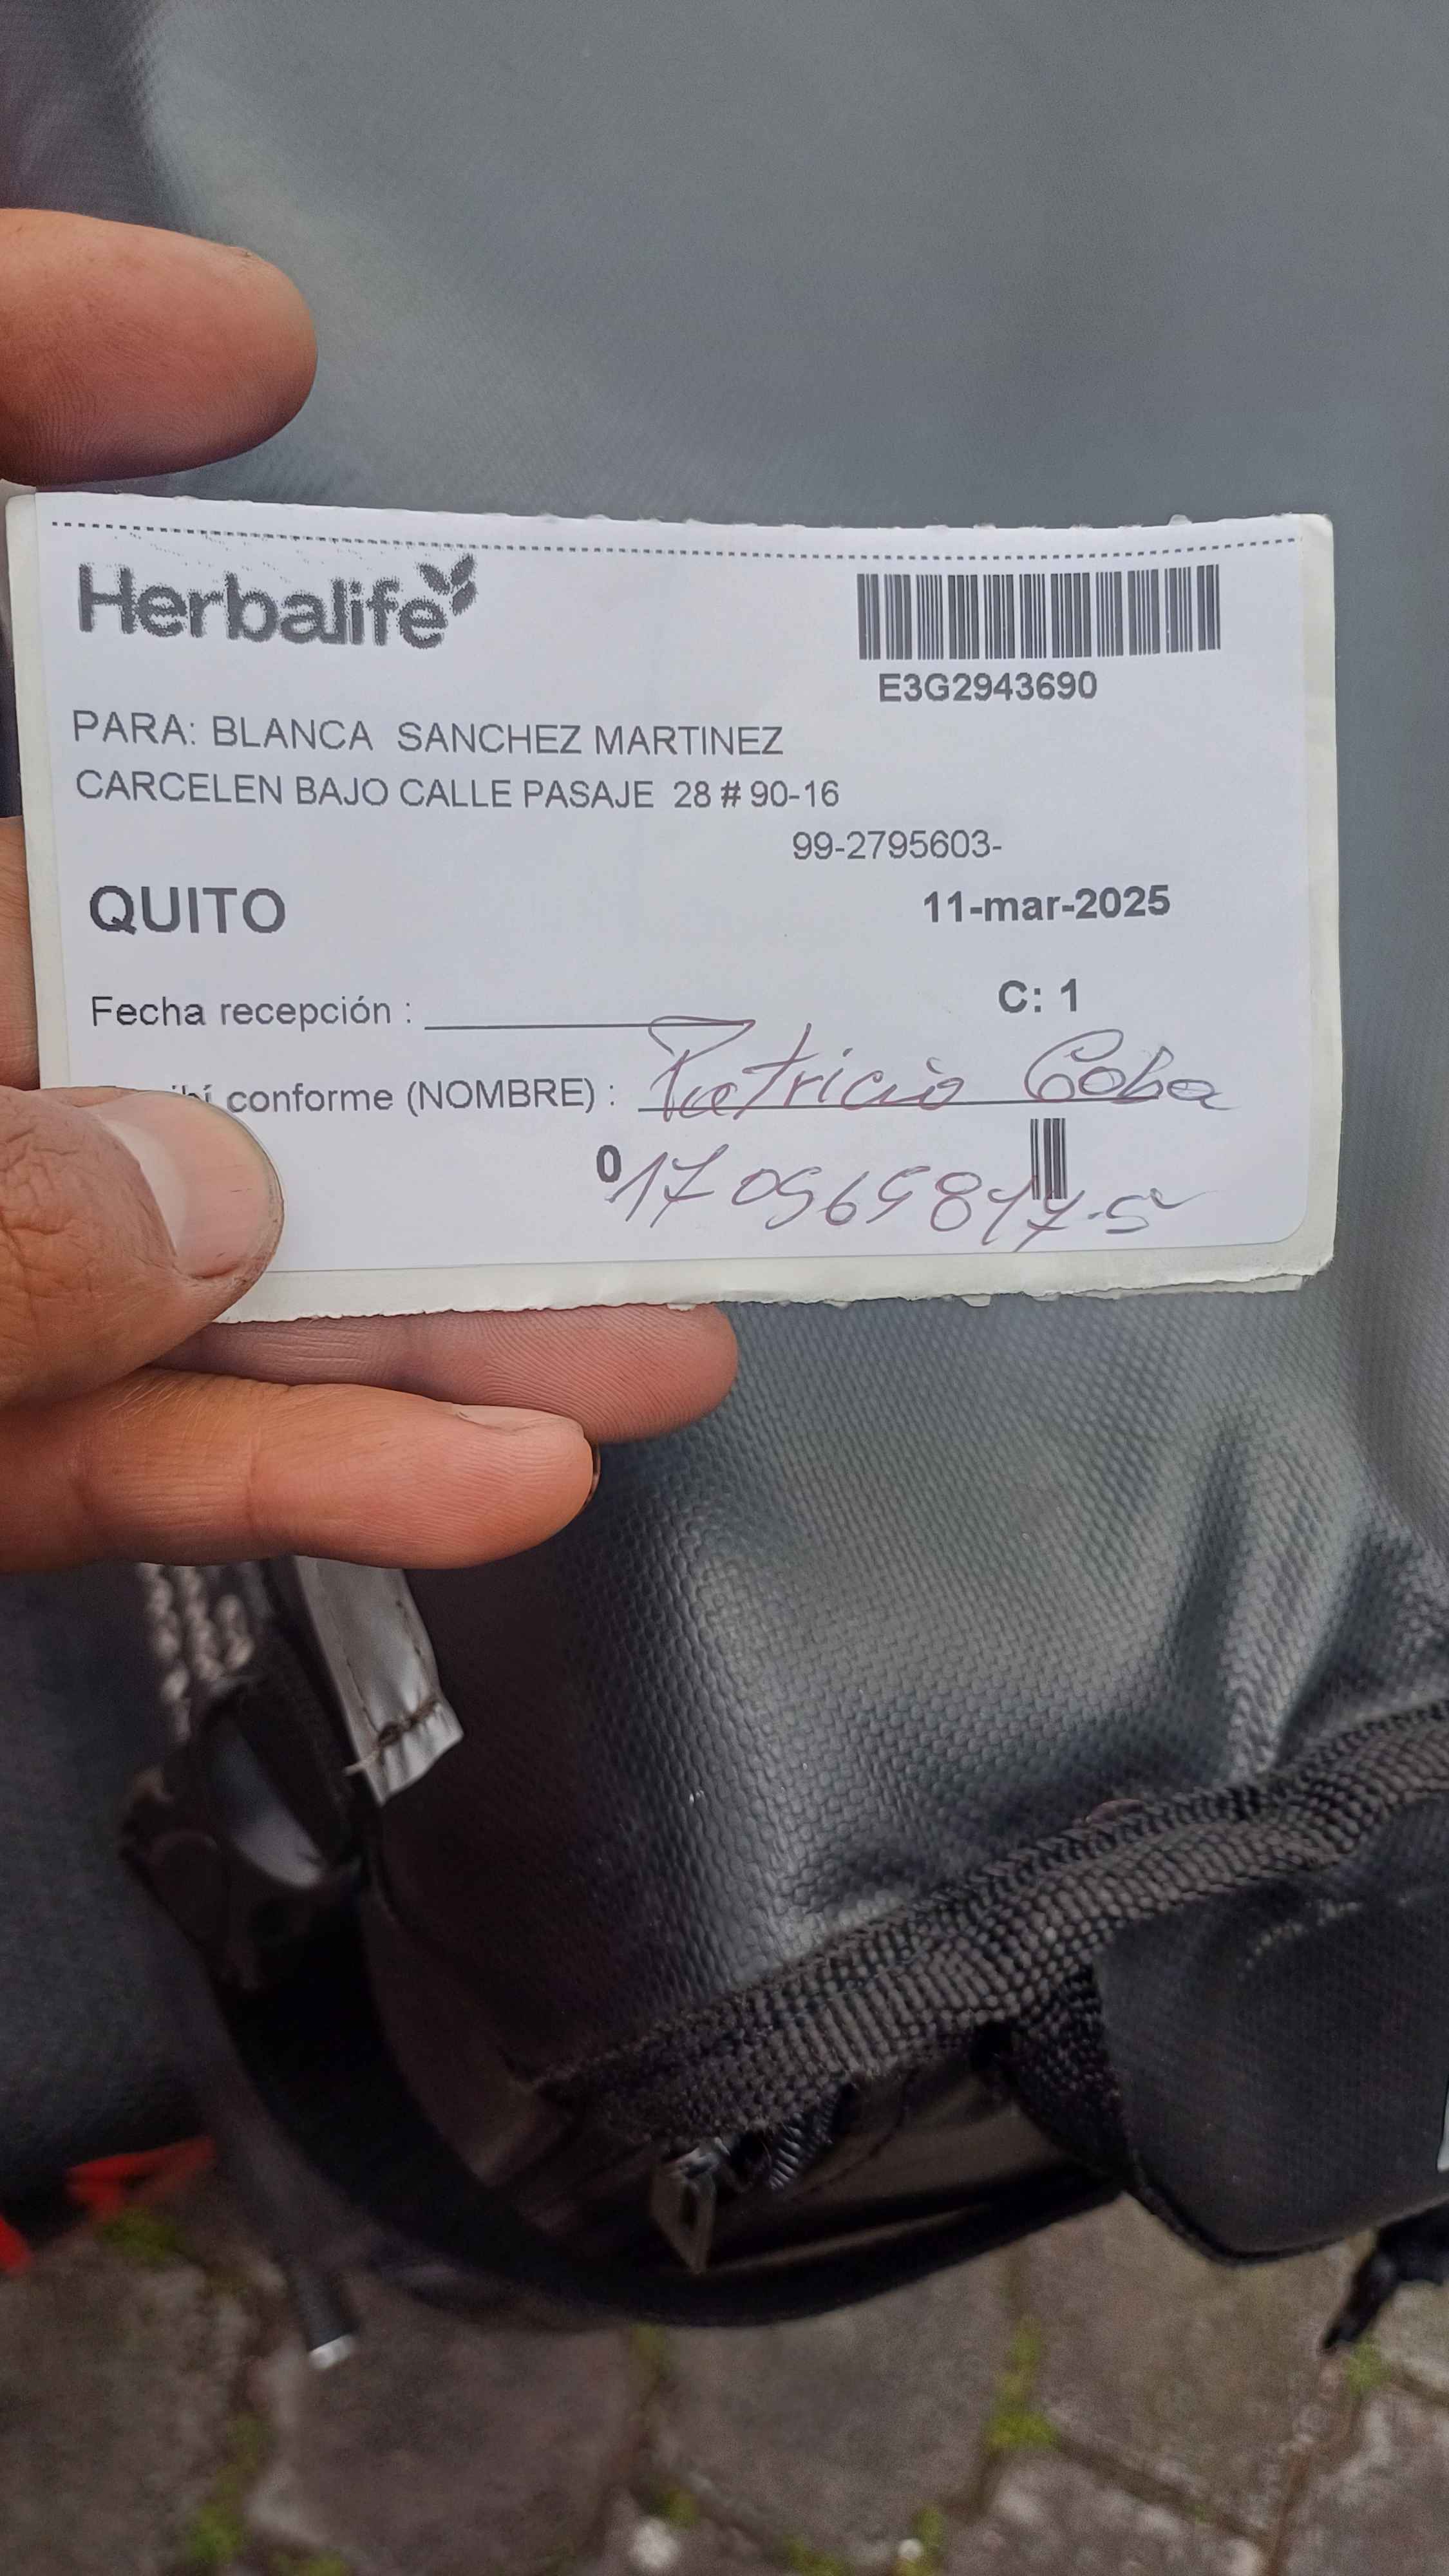 Herbalife
E3G2943690
PARA: BLANCA SANCHEZ MARTINEZ
CARCELEN BAJO CALLE PASAJE 28 # 90-16
99-2795603-
QUITO
11-mar-2025
Fecha recepción :
C: 1
conforme (NOMBRE) : Patricio Coba
0